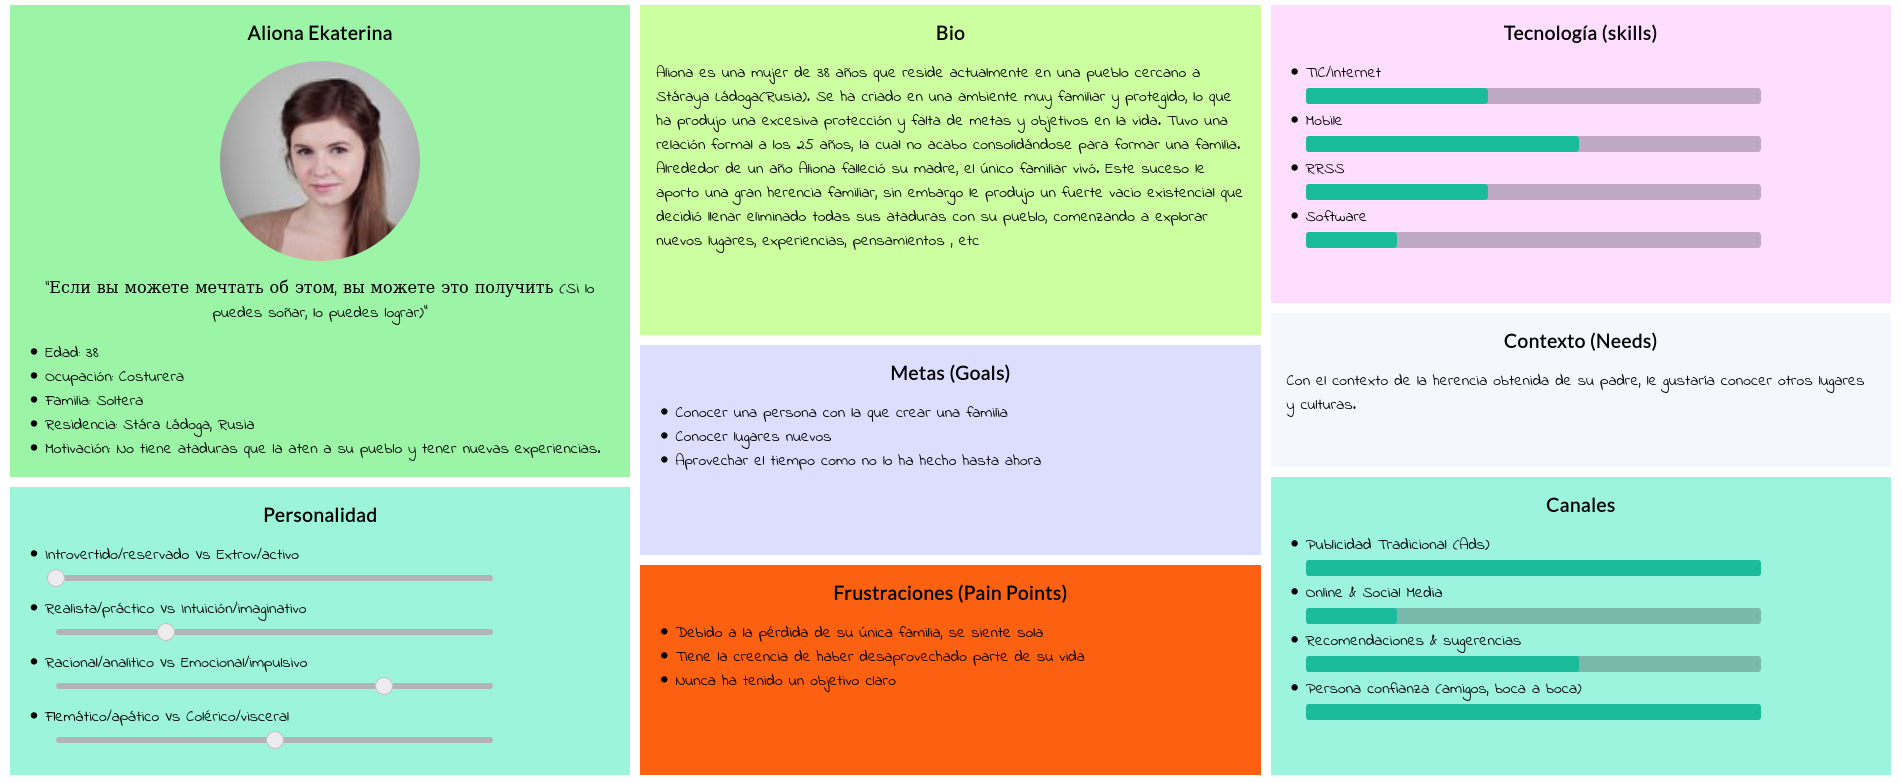 Aliona Ekaterina
"Если вы можете мечтать об этом, вы можете это получить (Si lo
puedes soñar, lo puedes lograr)"
Edad: 38
Ocupación: Costurera
Familia: Soltera
Residencia: Stára Ládoga, Rusia
Motivación: No tiene ataduras que la aten a su pueblo y tener nuevas experiencias.
Personalidad
Introvertido/reservado Vs Extrov/activo
Realista/práctico Vs Intuición/imaginativo
Racional/analítico Vs Emocional/impulsivo
Flemático/apático Vs Colérico/visceral
Bio
Aliona es una mujer de 38 años que reside actualmente en una pueblo cercano a
Stáraya Ládoga(Rusia). Se ha criado en una ambiente muy familiar y protegido, lo que
ha produjo una excesiva protección y falta de metas y objetivos en la vida. Tuvo una
relación formal a los 25 años, la cual no acabo consolidándose para formar una familia.
Alrededor de un año Aliona falleció su madre, el único familiar vivó. Este suceso le
aporto una gran herencia familiar, sin embargo le produjo un fuerte vacio existencial que
decidió llenar eliminado todas sus ataduras con su pueblo, comenzando a explorar
nuevos lugares, experiencias, pensamientos , etc
Metas (Goals)
Conocer una persona con la que crear una familia
Conocer lugares nuevos
Aprovechar el tiempo como no lo ha hecho hasta ahora
Frustraciones (Pain Points)
Debido a la pérdida de su única familia, se siente sola
Tiene la creencia de haber desaprovechado parte de su vida
Nunca ha tenido un objetivo claro
Tecnología (skills)
TIC/Internet
Mobile
RRSS
Software
Contexto (Needs)
Con el contexto de la herencia obtenida de su padre, le gustaría conocer otros lugares
y culturas.
Canales
Publicidad Tradicional (Ads)
Online & Social Media
Recomendaciones & sugerencias
Persona confianza (amigos, boca a boca)